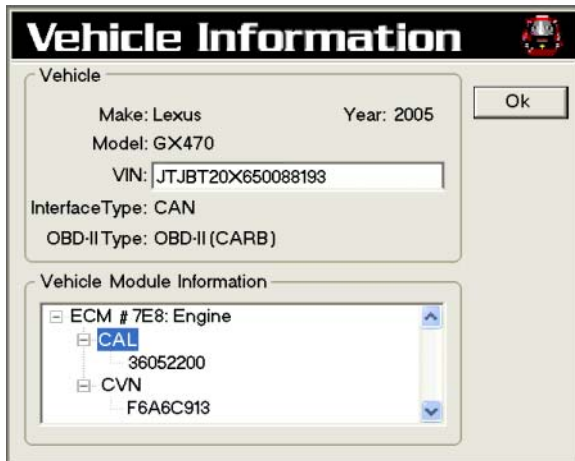 Vehicle Information
Vehicle
Make: Lexus Year: 2005
Model: GX470
VIN: JTJBT20X650088193
InterfaceType: CAN
OBD-II Type: OBD-II (CARB)
Ok
Vehicle Module Information
ECM # 7E8: Engine
CAL
36052200
CVN
F6A6C913